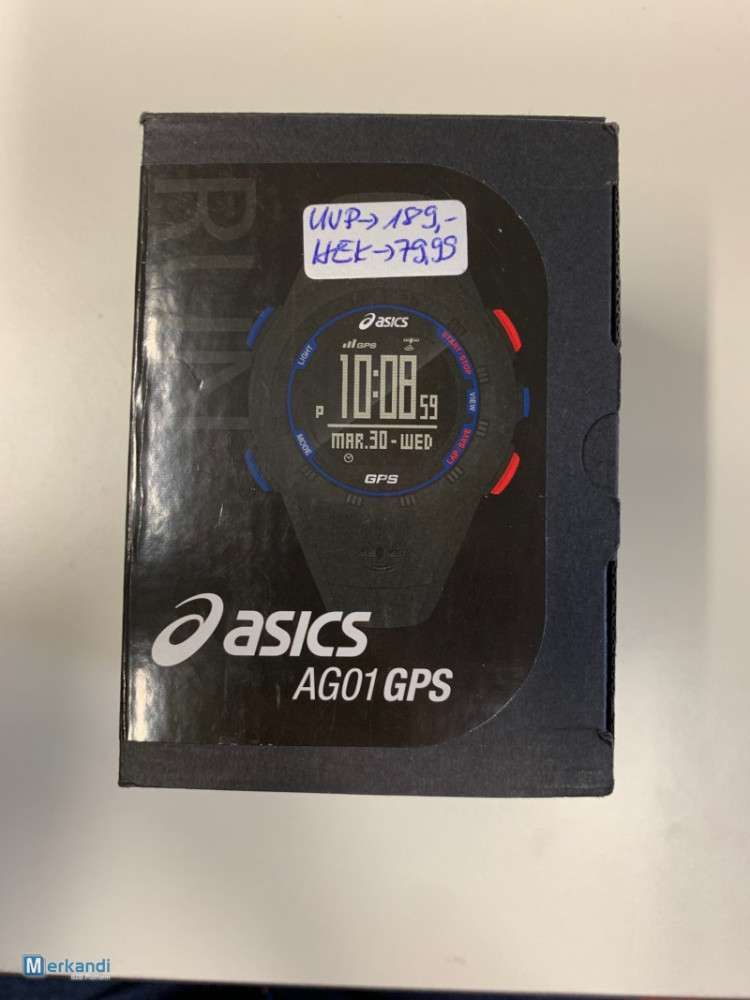 RUN
UVP→189,-
HEK→79,99
asics
GPS
LIGHT
START/STOP
P 10:08 59
VIEW
MAR.30-WED
MODE
LAP·SAVE
GPS
asics
AG01 GPS
Merkandi